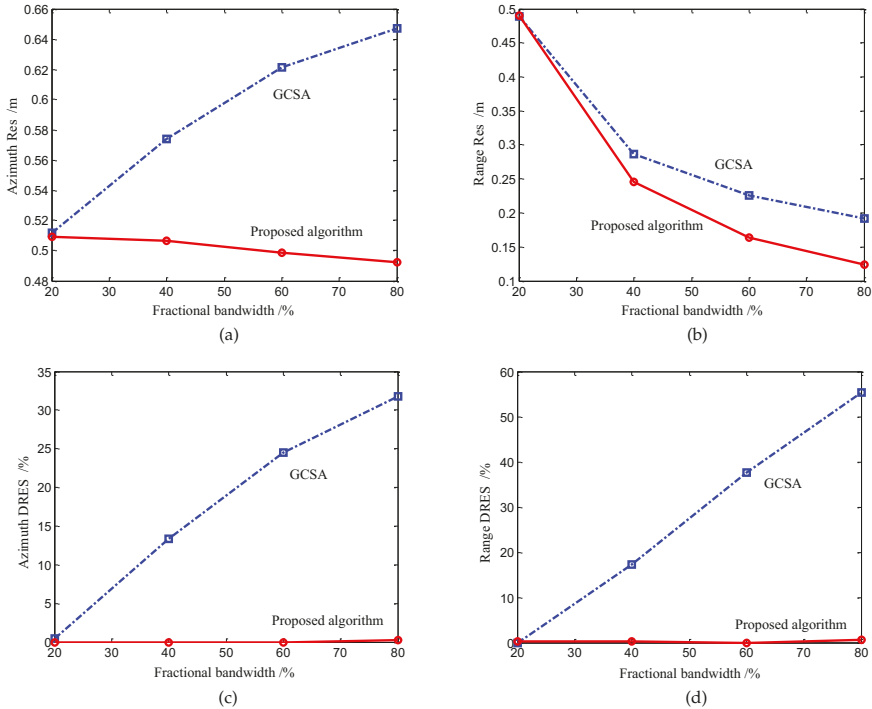 0.66
0.64
0.62
0.6
0.58
0.56
0.54
0.52
0.5
0.48
Azimuth Res /m
GCSA
Proposed algorithm
20 30 40 50 60 70 80
Fractional bandwidth /%
(a)
0.5
0.45
0.4
0.35
0.3
0.25
0.2
0.15
0.1
Range Res /m
GCSA
Proposed algorithm
20 30 40 50 60 70 80
Fractional bandwidth /%
(b)
35
30
25
20
15
10
5
0
Azimuth DRES /%
GCSA
Proposed algorithm
20 30 40 50 60 70 80
Fractional bandwidth /%
(c)
60
50
40
30
20
10
0
Range DRES /%
GCSA
Proposed algorithm
20 30 40 50 60 70 80
Fractional bandwidth /%
(d)